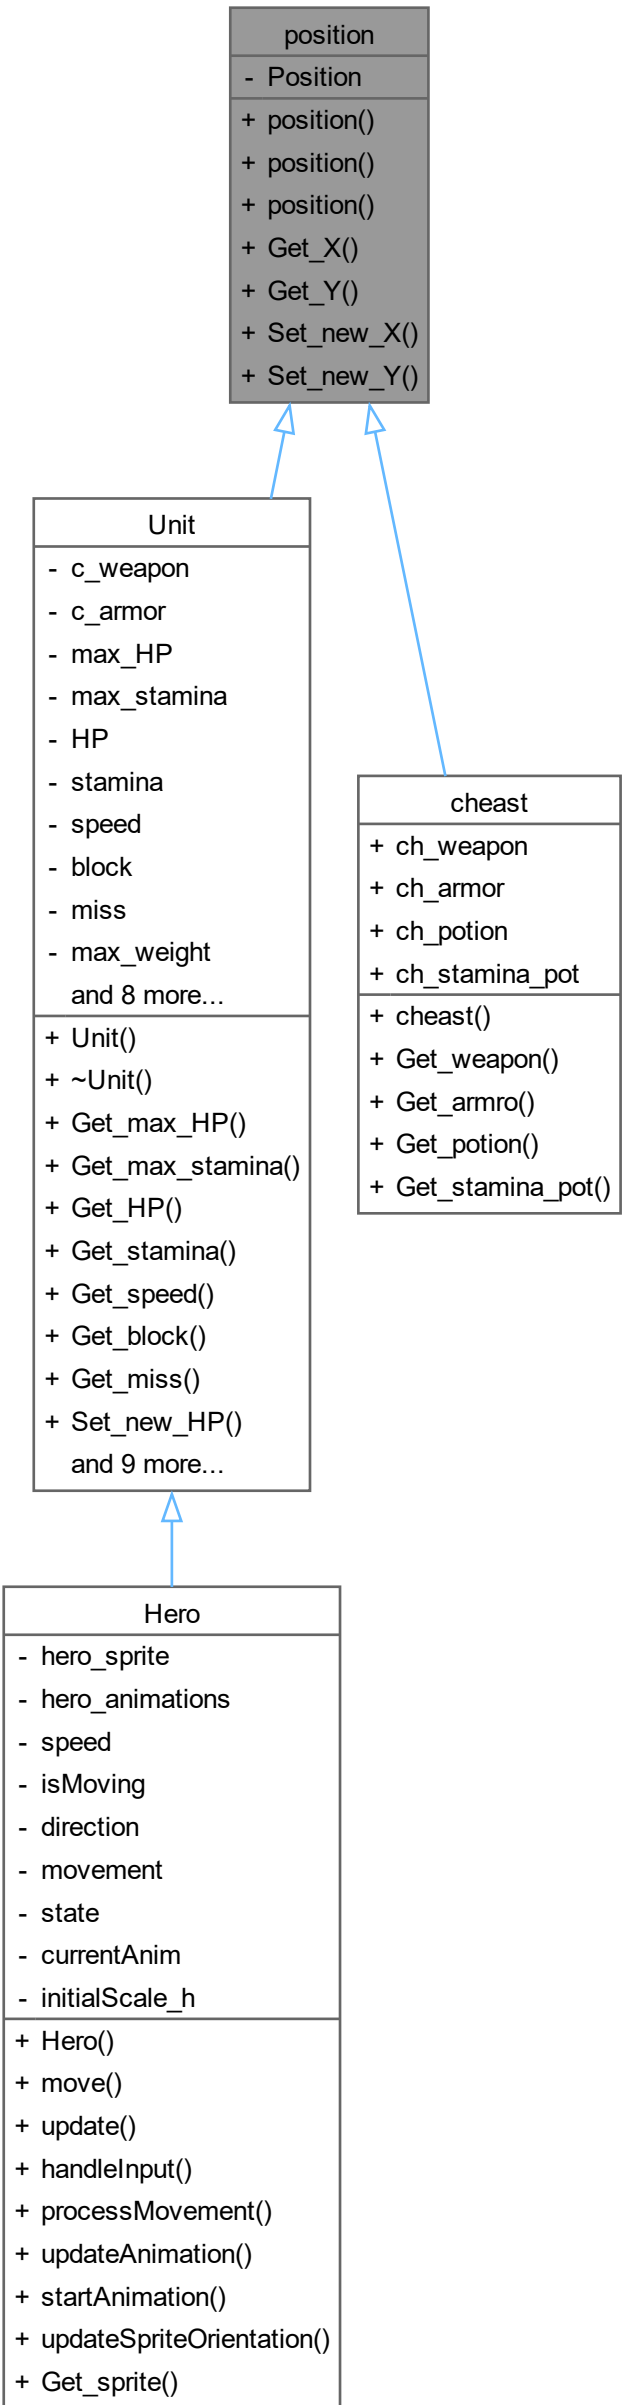 position
- Position
+ position()
+ position()
+ position()
+ Get_X()
+ Get_Y()
+ Set_new_X()
+ Set_new_Y()
Unit
- c_weapon
- c_armor
- max_HP
- max_stamina
- HP
- stamina
- speed
- block
- miss
- max_weight
and 8 more...
+ Unit()
+ ~Unit()
+ Get_max_HP()
+ Get_max_stamina()
+ Get_HP()
+ Get_stamina()
+ Get_speed()
+ Get_block()
+ Get_miss()
+ Set_new_HP()
and 9 more...
cheast
+ ch_weapon
+ ch_armor
+ ch_potion
+ ch_stamina_pot
+ cheast()
+ Get_weapon()
+ Get_armro()
+ Get_potion()
+ Get_stamina_pot()
Hero
- hero_sprite
- hero_animations
- speed
- isMoving
- direction
- movement
- state
- currentAnim
- initialScale_h
+ Hero()
+ move()
+ update()
+ handleInput()
+ processMovement()
+ updateAnimation()
+ startAnimation()
+ updateSpriteOrientation()
+ Get_sprite()